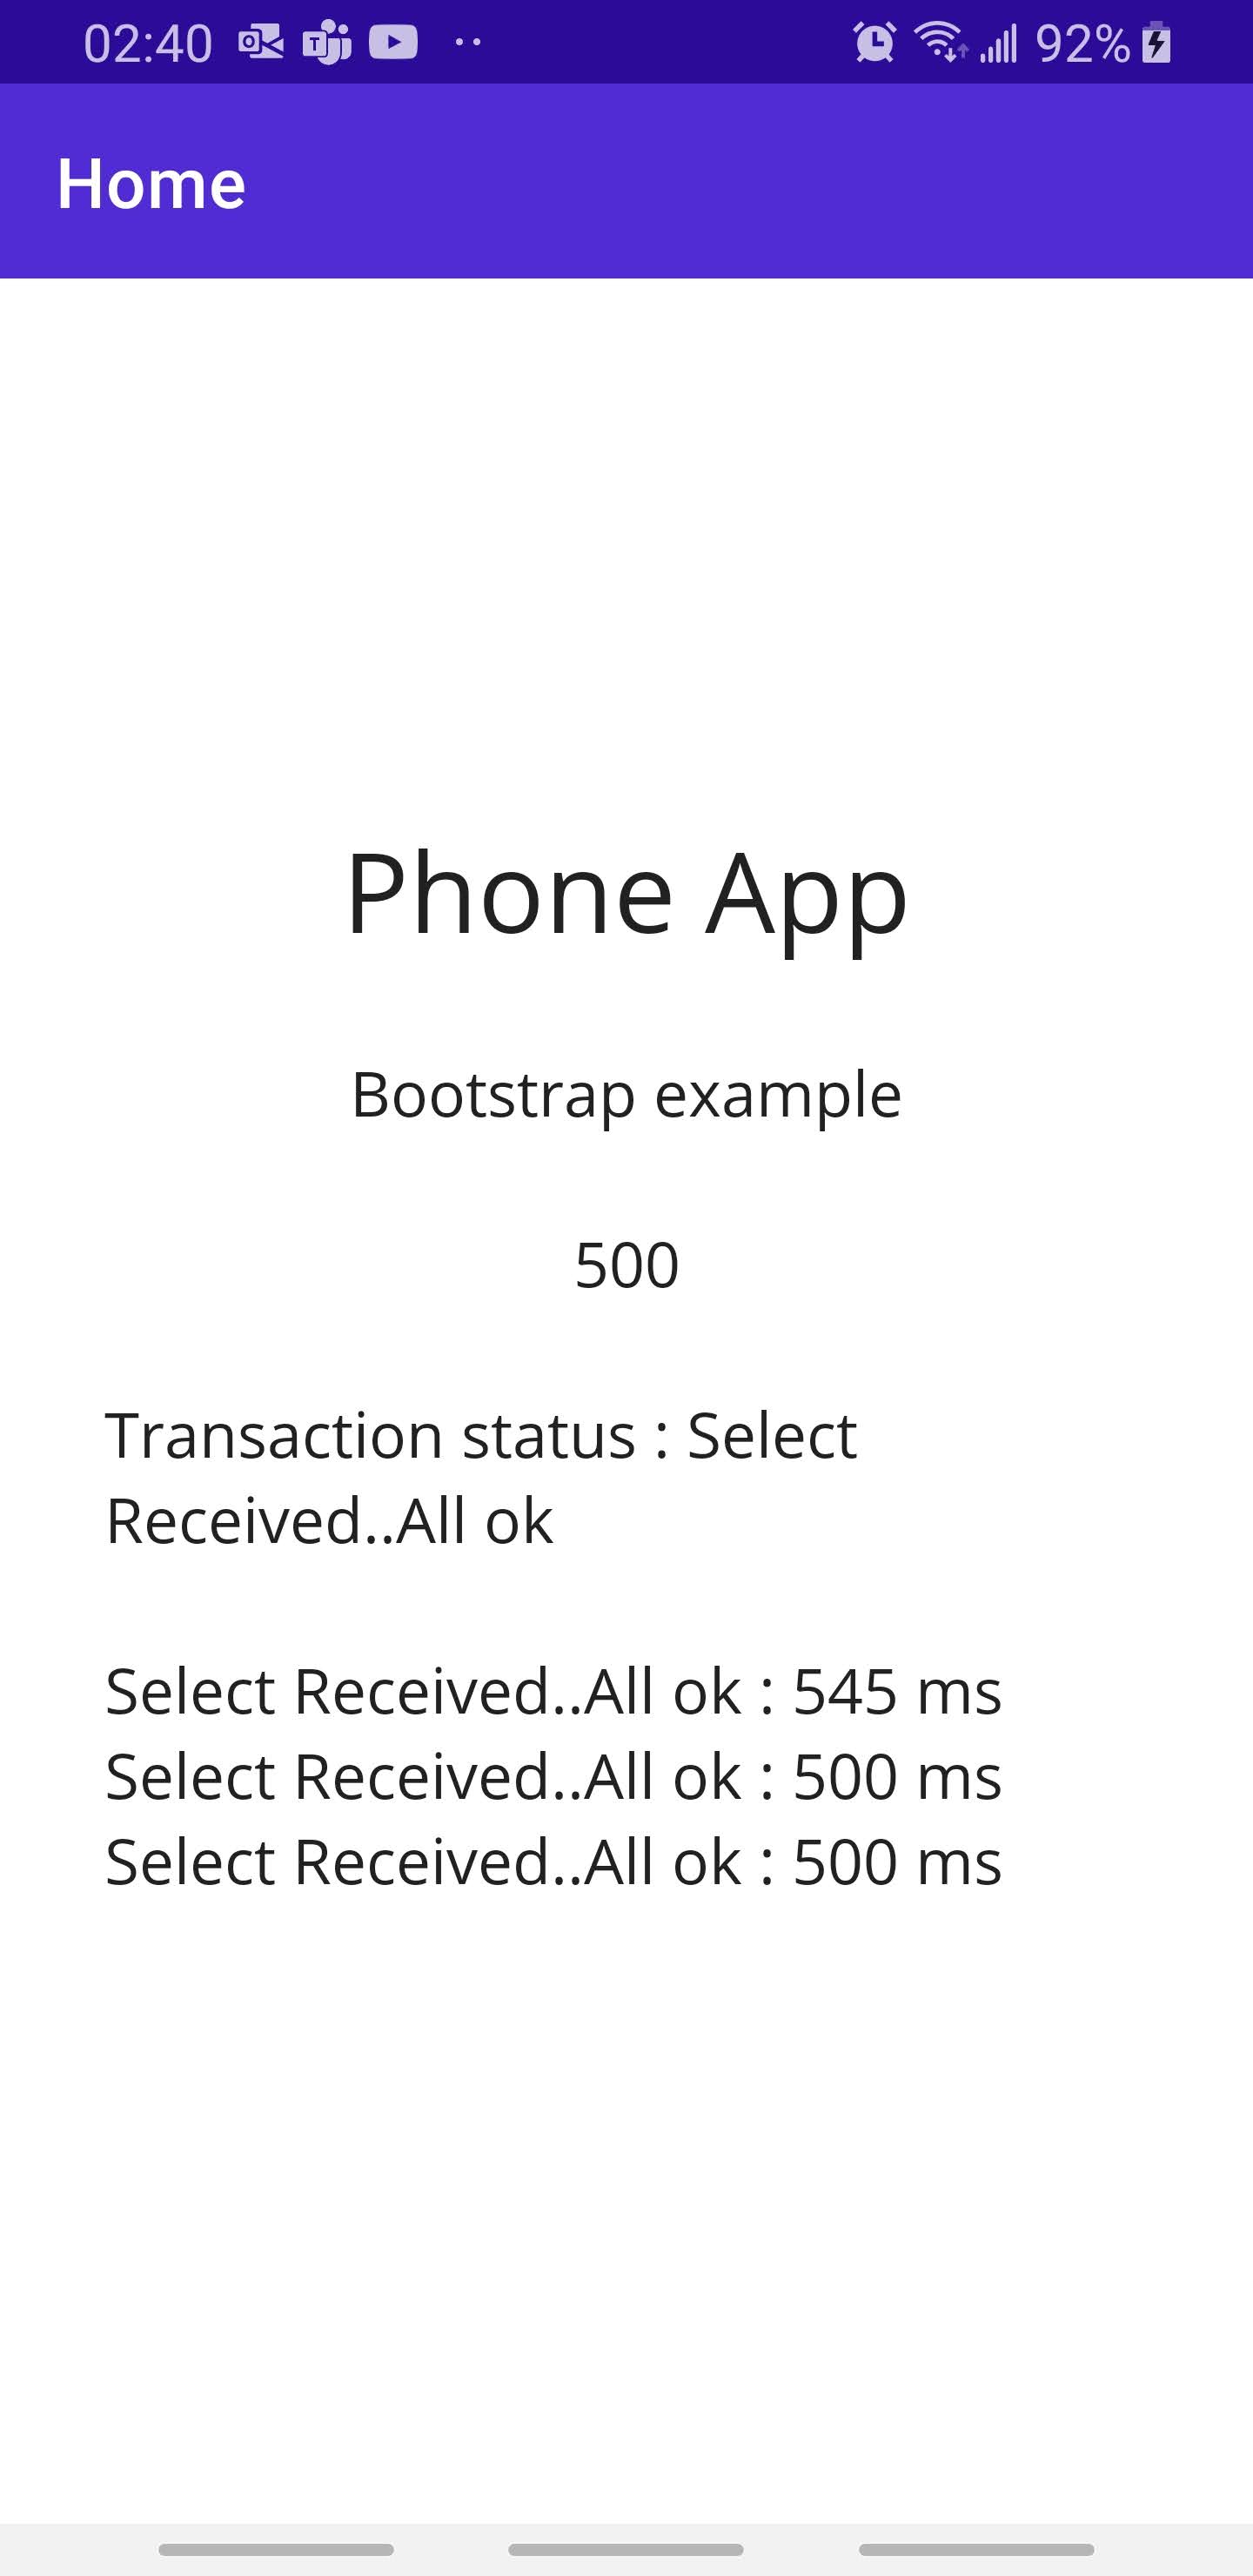 02:40 92%
Home
Phone App
Bootstrap example
500
Transaction status : Select
Received..All ok
Select Received..All ok : 545 ms
Select Received..All ok : 500 ms
Select Received..All ok : 500 ms